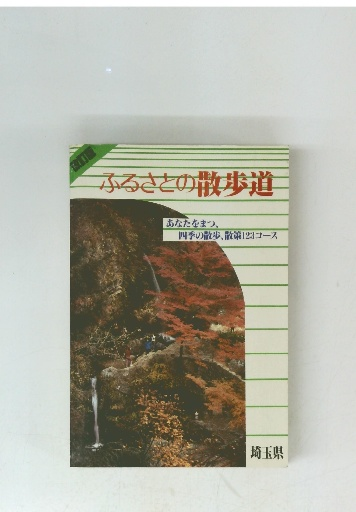 改訂版
ふるさとの散歩道
あなたをまつ、
四季の散歩、散策123コース
埼玉県